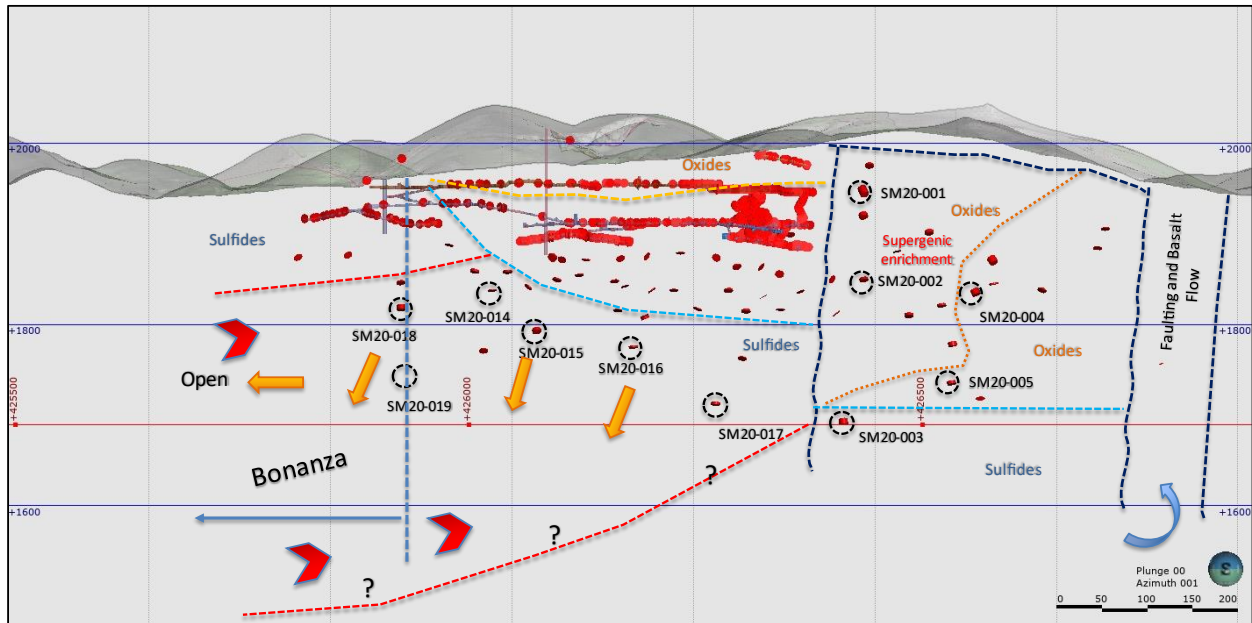 +2000
+2000
Oxides
SM20-001
Oxides
Sulfides
Supergenic
enrichment
SM20-002
Faulting and Basalt
Flow
SM20-014
SM20-004
+1800
+1800
SM20-018
SM20-015
SM20-016
Sulfides
Oxides
Open
SM20-019
SM20-005
+425500
+426000
+426500
SM20-017
SM20-003
Bonanza
?
Sulfides
+1600
+1600
?
?
Plunge 00
Azimuth 001
0 50 100 150 200